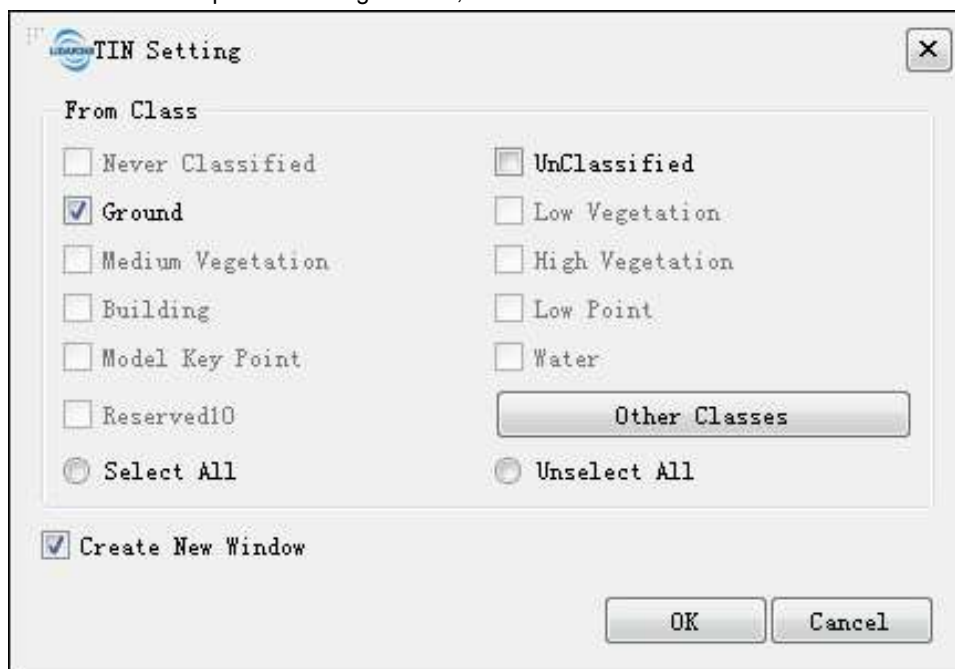 TIN Setting
From Class
Never Classified
UnClassified
Ground
Low Vegetation
Medium Vegetation
High Vegetation
Building
Low Point
Model Key Point
Water
Reserved10
Other Classes
Select All
Unselect All
Create New Window
OK
Cancel